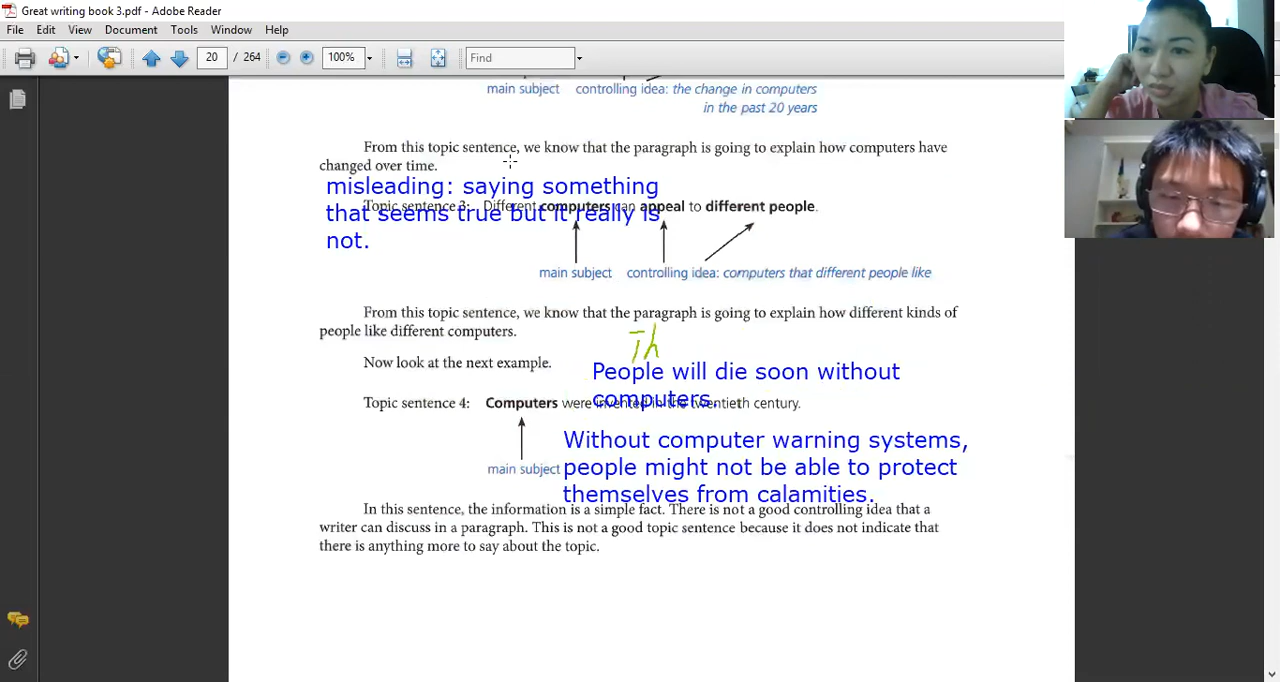 Great writing book 3.pdf - Adobe Reader
File Edit View Document Tools Window Help
20 / 264 100% Find
main subject controlling idea: the change in computers
in the past 20 years
From this topic sentence, we know that the paragraph is going to explain how computers have
changed over time.
misleading: saying something
Topic sentence 3: Different computers can appeal to different people.
that seems true but it really is
not.
main subject controlling idea: computers that different people like
From this topic sentence, we know that the paragraph is going to explain how different kinds of
people like different computers.
Th
Now look at the next example.
People will die soon without
computers.
Topic sentence 4: Computers were invented in the twentieth century.
Without computer warning systems,
main subject people might not be able to protect
themselves from calamities.
In this sentence, the information is a simple fact. There is not a good controlling idea that a
writer can discuss in a paragraph. This is not a good topic sentence because it does not indicate that
there is anything more to say about the topic.